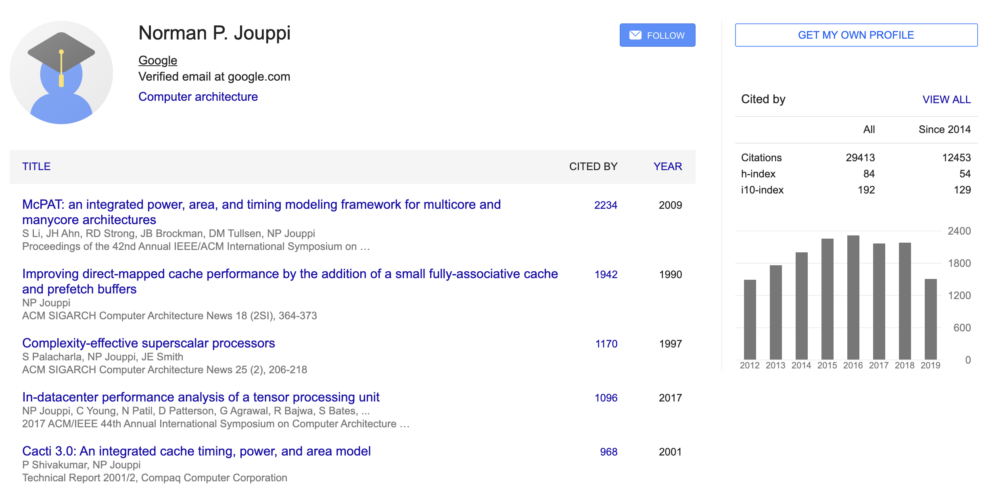 Norman P. Jouppi
FOLLOW
Google
Verified email at google.com
Computer architecture
TITLE CITED BY YEAR
McPAT: an integrated power, area, and timing modeling framework for multicore and 2234 2009
manycore architectures
S Li, JH Ahn, RD Strong, JB Brockman, DM Tullsen, NP Jouppi
Proceedings of the 42nd Annual IEEE/ACM International Symposium on …
Improving direct-mapped cache performance by the addition of a small fully-associative cache 1942 1990
and prefetch buffers
NP Jouppi
ACM SIGARCH Computer Architecture News 18 (2SI), 364-373
Complexity-effective superscalar processors 1170 1997
S Palacharla, NP Jouppi, JE Smith
ACM SIGARCH Computer Architecture News 25 (2), 206-218
In-datacenter performance analysis of a tensor processing unit 1096 2017
NP Jouppi, C Young, N Patil, D Patterson, G Agrawal, R Bajwa, S Bates, ...
2017 ACM/IEEE 44th Annual International Symposium on Computer Architecture …
Cacti 3.0: An integrated cache timing, power, and area model 968 2001
P Shivakumar, NP Jouppi
Technical Report 2001/2, Compaq Computer Corporation
GET MY OWN PROFILE
Cited by VIEW ALL
All Since 2014
Citations 29413 12453
h-index 84 54
i10-index 192 129
2400
1800
1200
600
0
2012 2013 2014 2015 2016 2017 2018 2019